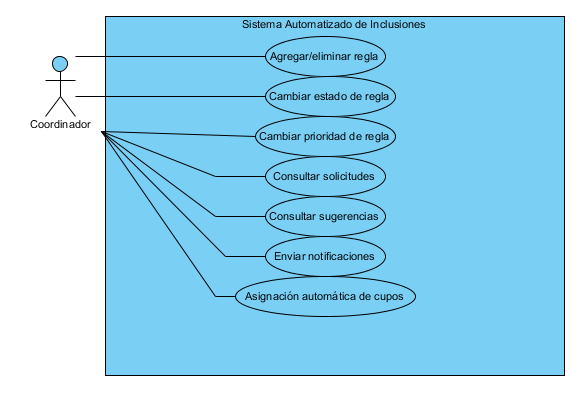 Sistema Automatizado de Inclusiones
Agregar/eliminar regla
Cambiar estado de regla
Coordinador
Cambiar prioridad de regla
Consultar solicitudes
Consultar sugerencias
Enviar notificaciones
Asignación automática de cupos